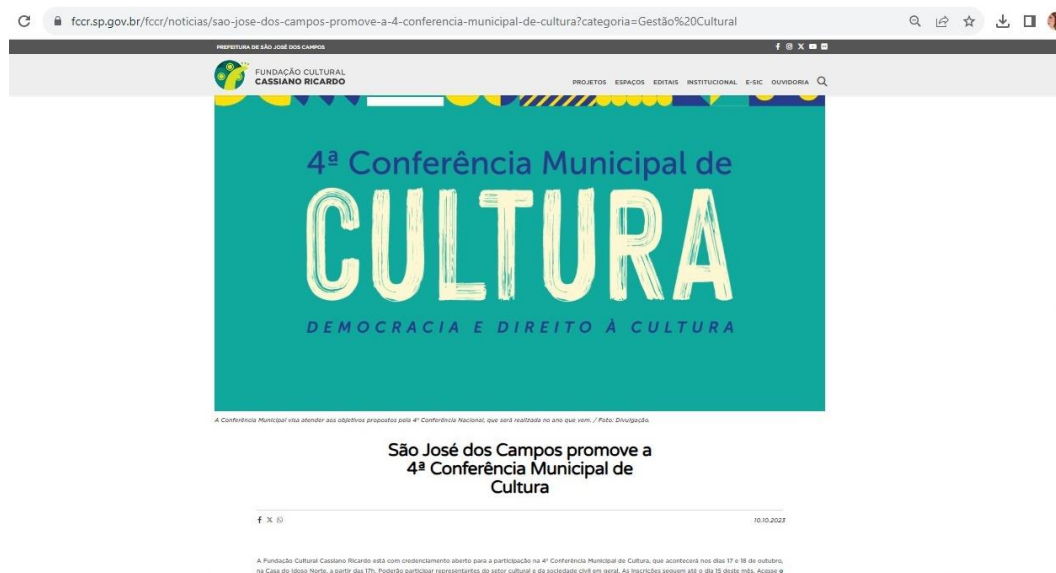 fccr.sp.gov.br/fccr/noticias/sao-jose-dos-campos-promove-a-4-conferencia-municipal-de-cultura?categoria=Gestão%20Cultural
PREFEITURA DE SÃO JOSÉ DOS CAMPOS
FUNDAÇÃO CULTURAL
CASSIANO RICARDO
PROJETOS ESPAÇOS EDITAIS INSTITUCIONAL E-SIC OUVIDORIA
4ª Conferência Municipal de
CULTURA
DEMOCRACIA E DIREITO À CULTURA
A Conferência Municipal visa atender aos objetivos propostos pela 4ª Conferência Nacional, que será realizada no ano que vem. / Foto: Divulgação.
São José dos Campos promove a
4ª Conferência Municipal de
Cultura
10.10.2023
A Fundação Cultural Cassiano Ricardo está com credenciamento aberto para a participação na 4ª Conferência Municipal de Cultura, que acontecerá nos dias 17 e 18 de outubro,
na Casa do Idoso Norte, a partir das 17h. Poderão participar representantes do setor cultural e da sociedade civil em geral. As inscrições seguem até o dia 15 deste mês. Acesse o